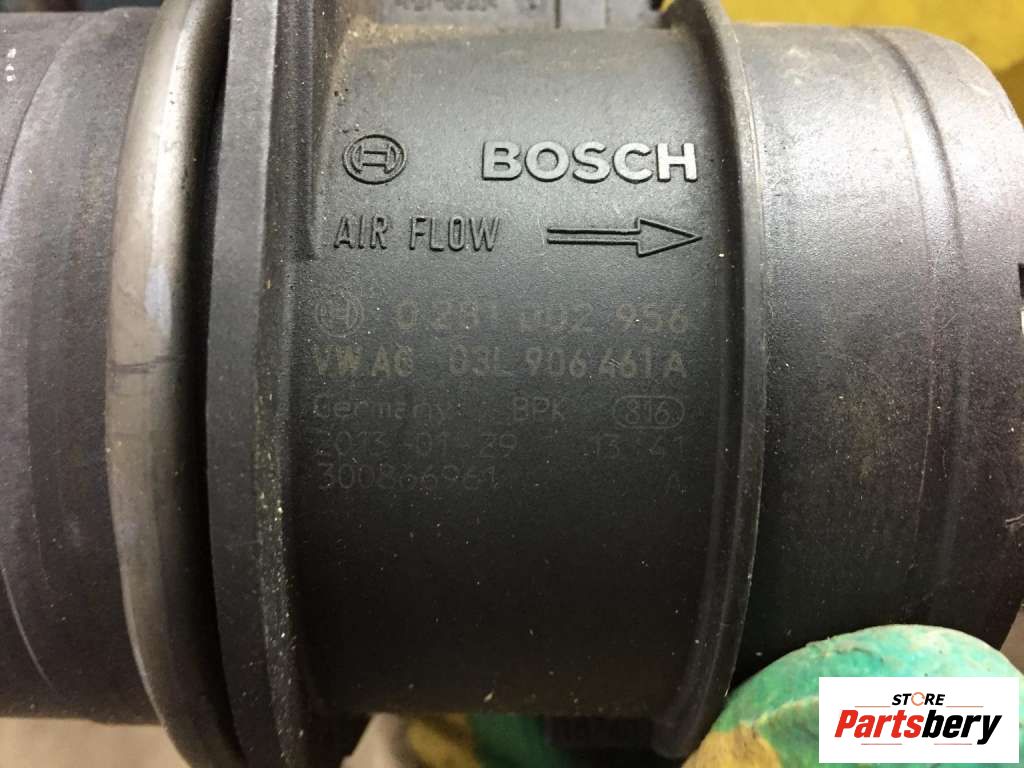 BOSCH
AIR FLOW
0 281 002 956
VW AG 03L 906 461 A
Germany BPK 816
2013-01-29 13:41
300866961 A
STORE
Partsbery